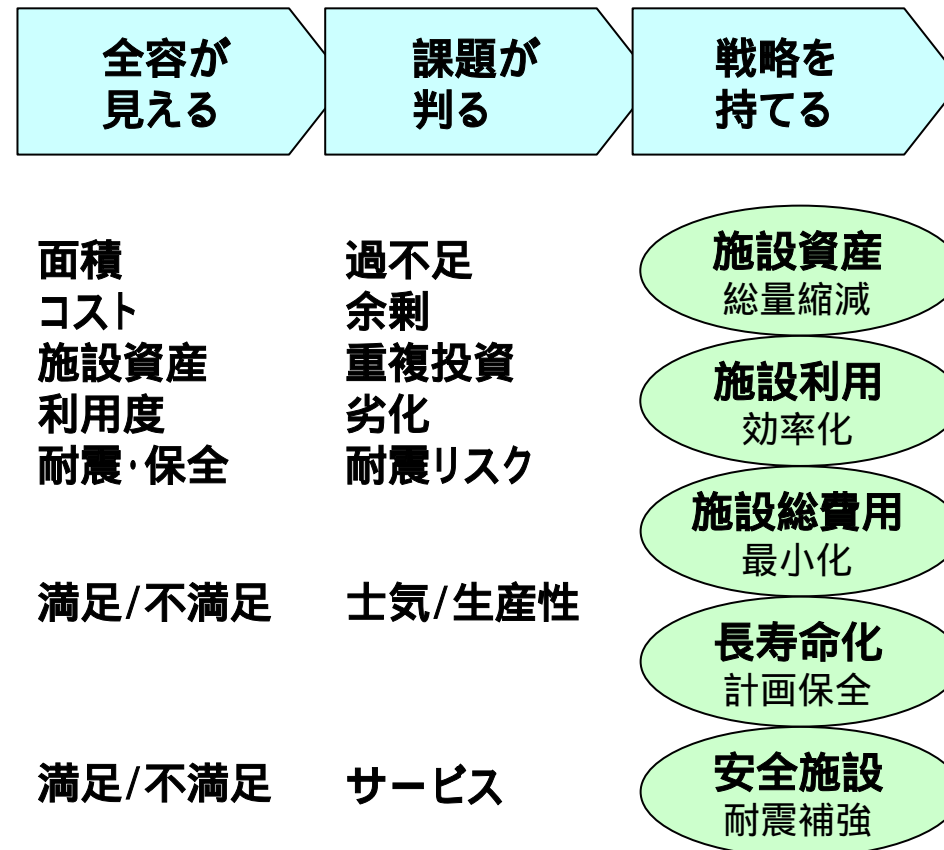 全容が
見える
課題が
判る
戦略を
持てる
面積
コスト
施設資産
利用度
耐震・保全
満足/不満足
満足/不満足
過不足
余剰
重複投資
劣化
耐震リスク
士気/生産性
サービス
施設資産
総量縮減
施設利用
効率化
施設総費用
最小化
長寿命化
計画保全
安全施設
耐震補強